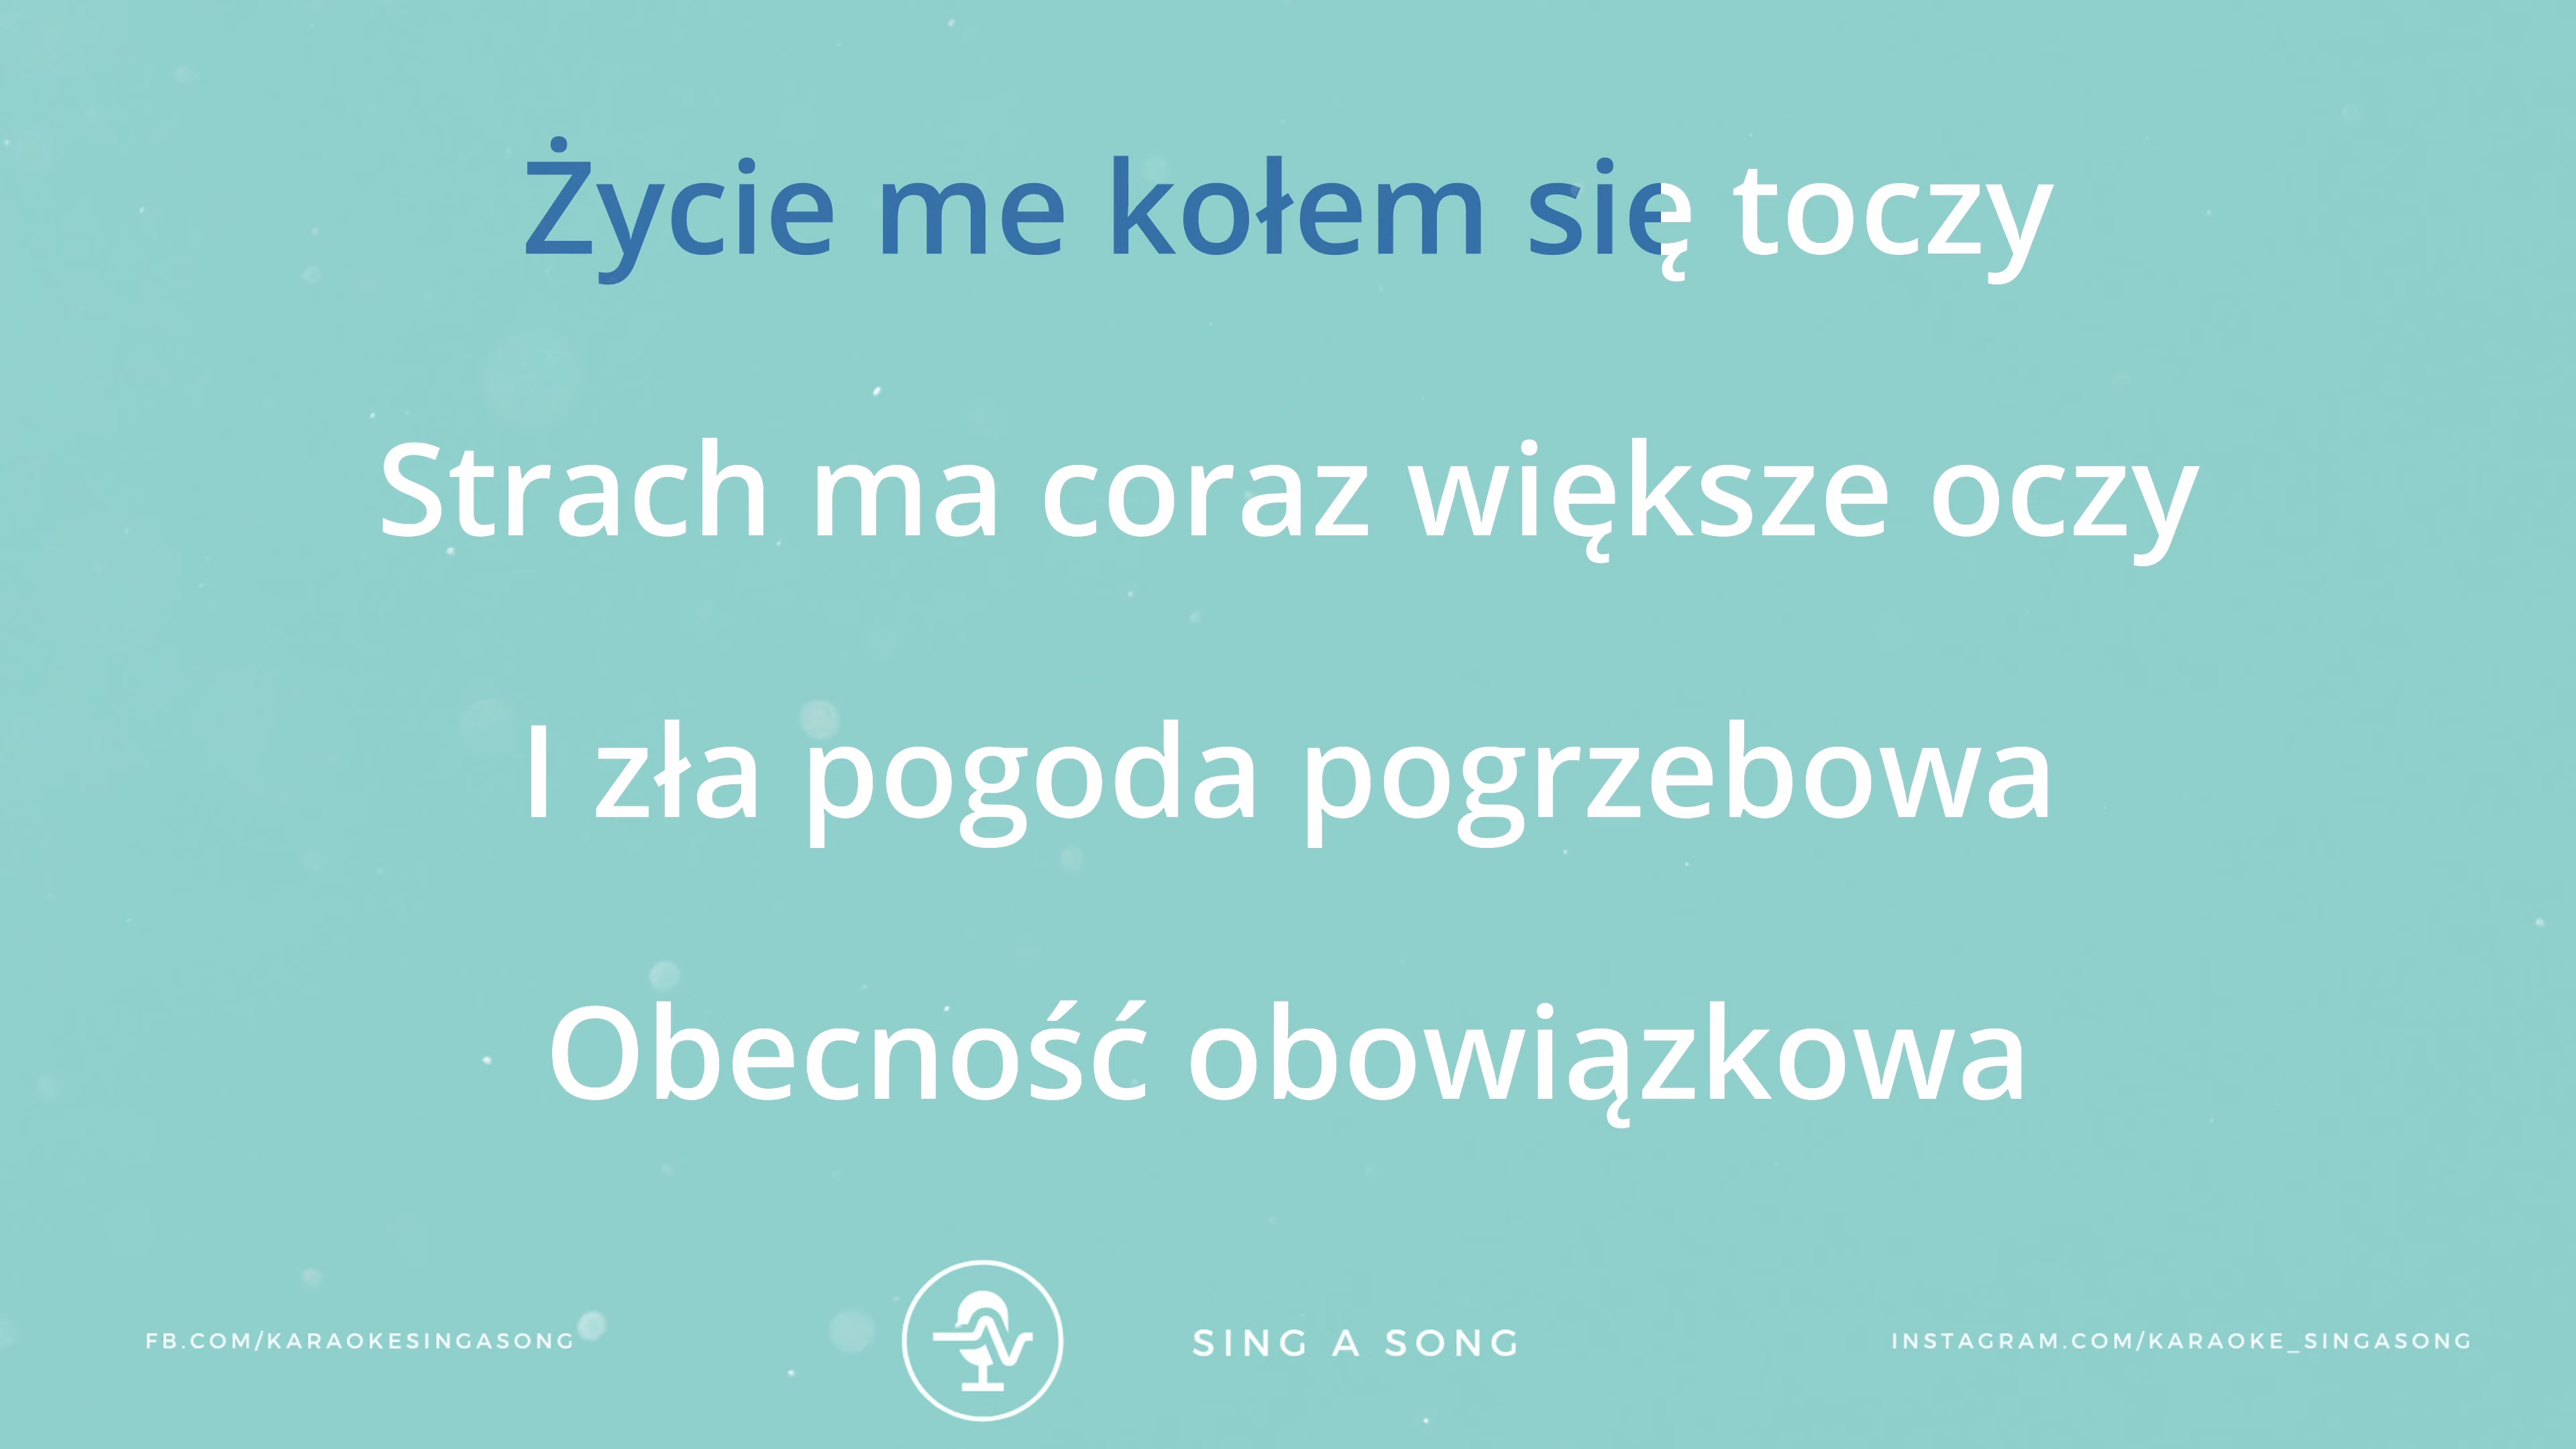 Życie me kołem się toczy
Strach ma coraz większe oczy
I zła pogoda pogrzebowa
Obecność obowiązkowa
FB.COM/KARAOKESINGASONG
SING A SONG
INSTAGRAM.COM/KARAOKE_SINGASONG